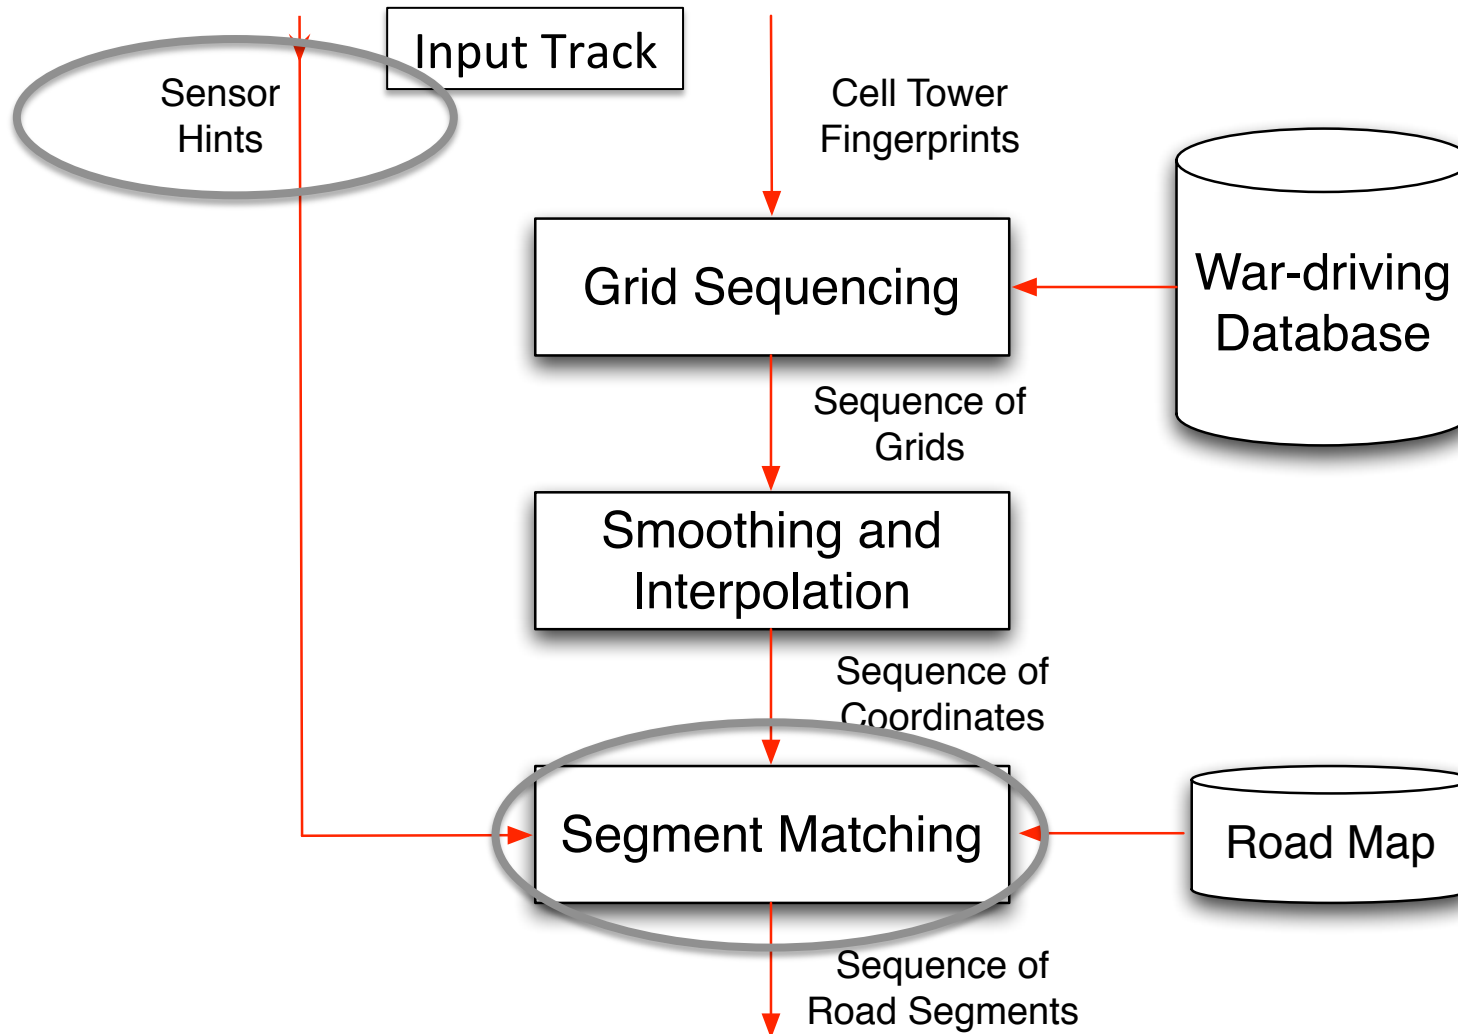 Input Track
Sensor
Hints
Cell Tower
Fingerprints
Grid Sequencing
War-driving
Database
Sequence of
Grids
Smoothing and
Interpolation
Sequence of
Coordinates
Segment Matching
Road Map
Sequence of
Road Segments